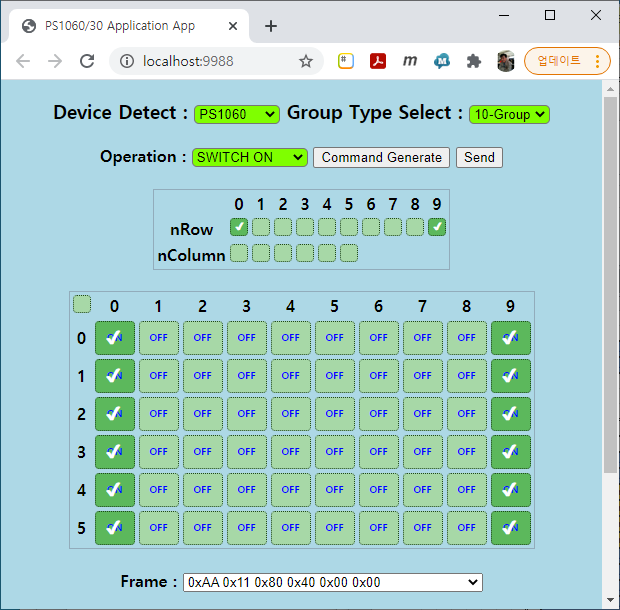 PS1060/30 Application App
localhost:9988
업데이트
Device Detect : PS1060 Group Type Select : 10-Group
Operation : SWITCH ON Command Generate Send
0 1 2 3 4 5 6 7 8 9
nRow
nColumn
0 1 2 3 4 5 6 7 8 9
0 ON OFF OFF OFF OFF OFF OFF OFF OFF ON
1 ON OFF OFF OFF OFF OFF OFF OFF OFF ON
2 ON OFF OFF OFF OFF OFF OFF OFF OFF ON
3 ON OFF OFF OFF OFF OFF OFF OFF OFF ON
4 ON OFF OFF OFF OFF OFF OFF OFF OFF ON
5 ON OFF OFF OFF OFF OFF OFF OFF OFF ON
Frame : 0xAA 0x11 0x80 0x40 0x00 0x00